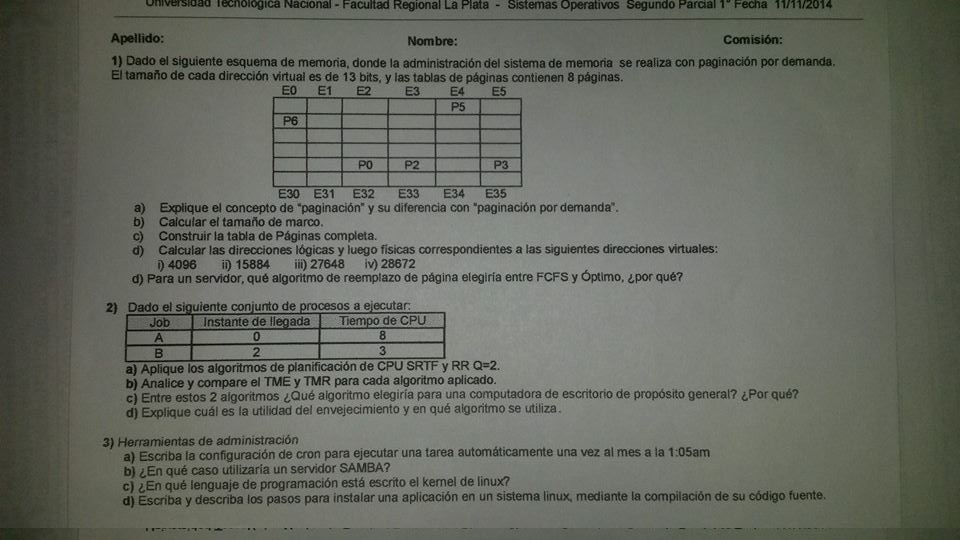 Universidad Tecnológica Nacional - Facultad Regional La Plata - Sistemas Operativos Segundo Parcial 1° Fecha 11/11/2014
Apellido: Nombre: Comisión:
1) Dado el siguiente esquema de memoria, donde la administración del sistema de memoria se realiza con paginación por demanda.
El tamaño de cada dirección virtual es de 13 bits, y las tablas de páginas contienen 8 páginas.
E0 E1 E2 E3 E4 E5
P5
P6
P0 P2 P3
E30 E31 E32 E33 E34 E35
a) Explique el concepto de "paginación" y su diferencia con "paginación por demanda".
b) Calcular el tamaño de marco.
c) Construir la tabla de Páginas completa.
d) Calcular las direcciones lógicas y luego físicas correspondientes a las siguientes direcciones virtuales:
i) 4096 ii) 15884 iii) 27648 iv) 28672
d) Para un servidor, qué algoritmo de reemplazo de página elegiría entre FCFS y Óptimo, ¿por qué?
2) Dado el siguiente conjunto de procesos a ejecutar:
Job Instante de llegada Tiempo de CPU
A 0 8
B 2 3
a) Aplique los algoritmos de planificación de CPU SRTF y RR Q=2.
b) Analice y compare el TME y TMR para cada algoritmo aplicado.
c) Entre estos 2 algoritmos ¿Qué algoritmo elegiría para una computadora de escritorio de propósito general? ¿Por qué?
d) Explique cuál es la utilidad del envejecimiento y en qué algoritmo se utiliza.
3) Herramientas de administración
a) Escriba la configuración de cron para ejecutar una tarea automáticamente una vez al mes a la 1:05am
b) ¿En qué caso utilizaría un servidor SAMBA?
c) ¿En qué lenguaje de programación está escrito el kernel de linux?
d) Escriba y describa los pasos para instalar una aplicación en un sistema linux, mediante la compilación de su código fuente.